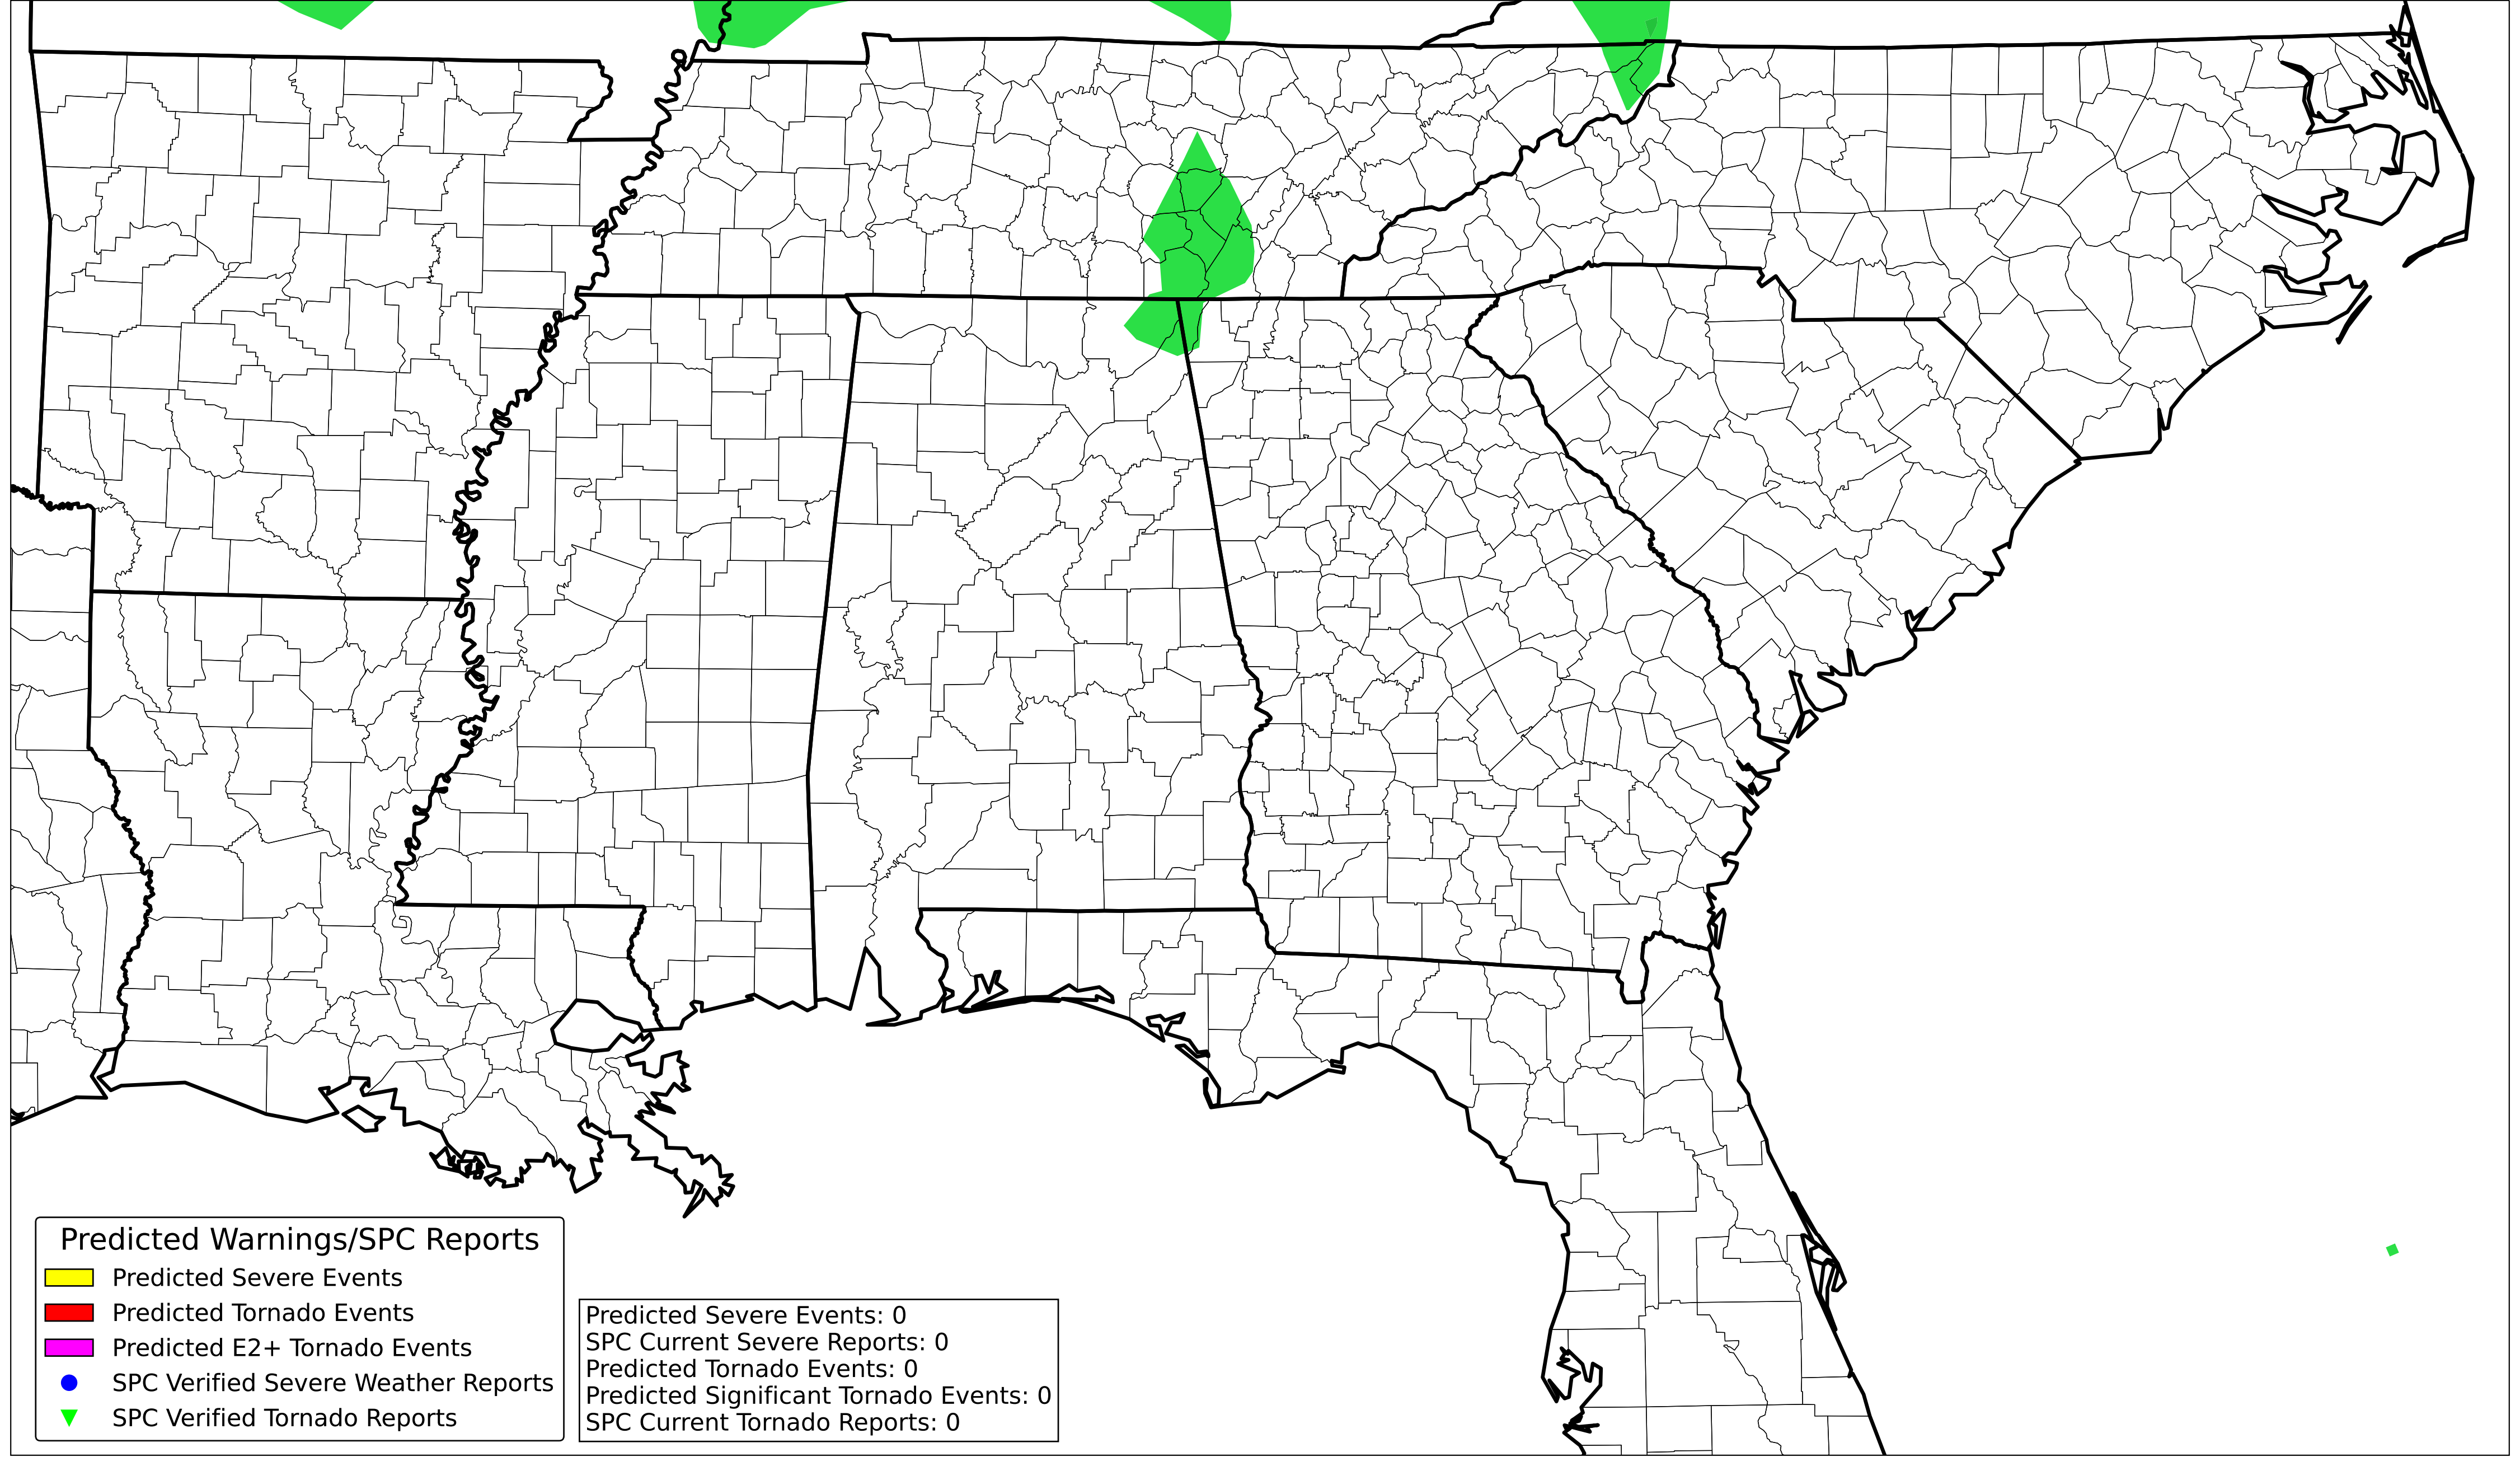 Predicted Warnings/SPC Reports
Predicted Severe Events
Predicted Tornado Events
Predicted E2+ Tornado Events
SPC Verified Severe Weather Reports
SPC Verified Tornado Reports
Predicted Severe Events: 0
SPC Current Severe Reports: 0
Predicted Tornado Events: 0
Predicted Significant Tornado Events: 0
SPC Current Tornado Reports: 0